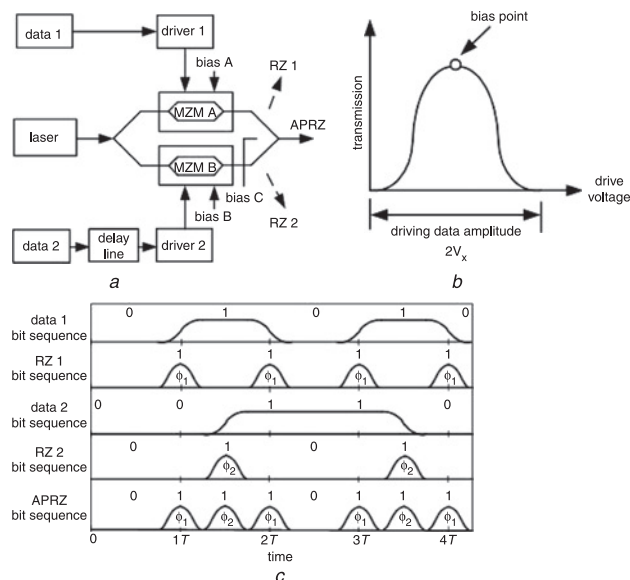 data 1
driver 1
bias A
RZ 1
MZM A
APRZ
laser
MZM B
bias C
bias B
RZ 2
data 2
delay
line
driver 2
a
bias point
transmission
drive
voltage
driving data amplitude
2Vₓ
b
data 1
bit sequence
0 1 0 1 0
RZ 1
bit sequence
1 1 1 1
ϕ₁ ϕ₁ ϕ₁ ϕ₁
data 2
bit sequence
0 0 1 1 0
RZ 2
bit sequence
0 1 0 1
ϕ₂ ϕ₂
APRZ
bit sequence
0 1 1 1 0 1 1 1
ϕ₁ ϕ₂ ϕ₁ ϕ₁ ϕ₂ ϕ₁
0 1T 2T 3T 4T
time
c